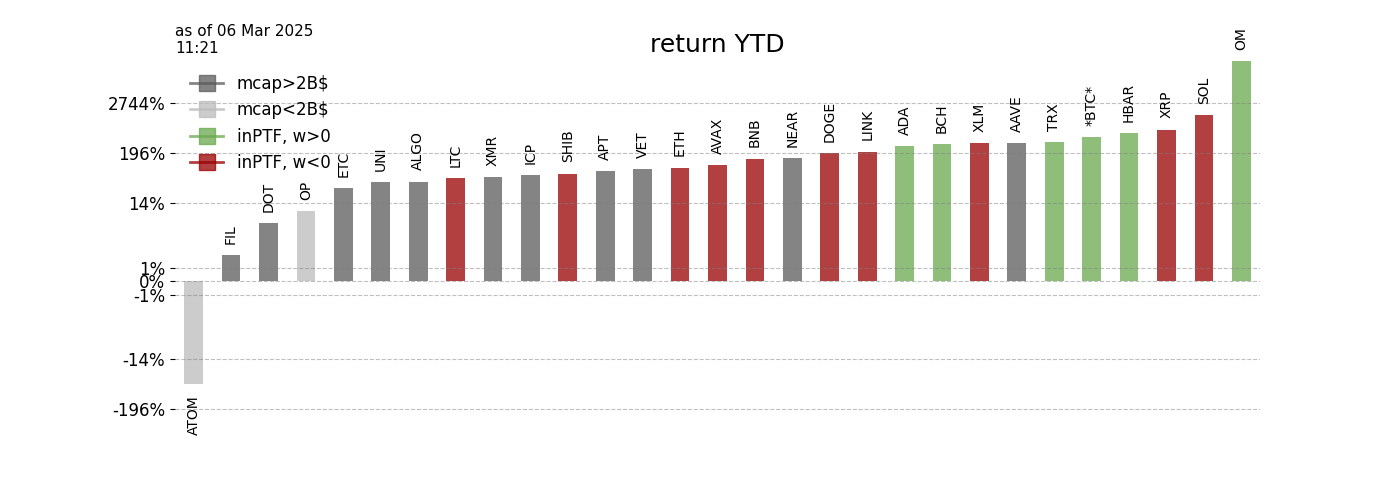 as of 06 Mar 2025
11:21
return YTD
mcap>2B$
mcap<2B$
inPTF, w>0
inPTF, w<0
2744%
196%
14%
1%
0%
-1%
-14%
-196%
ATOM
FIL
DOT
OP
ETC
UNI
ALGO
LTC
XMR
ICP
SHIB
APT
VET
ETH
AVAX
BNB
NEAR
DOGE
LINK
ADA
BCH
XLM
AAVE
TRX
*BTC*
HBAR
XRP
SOL
OM